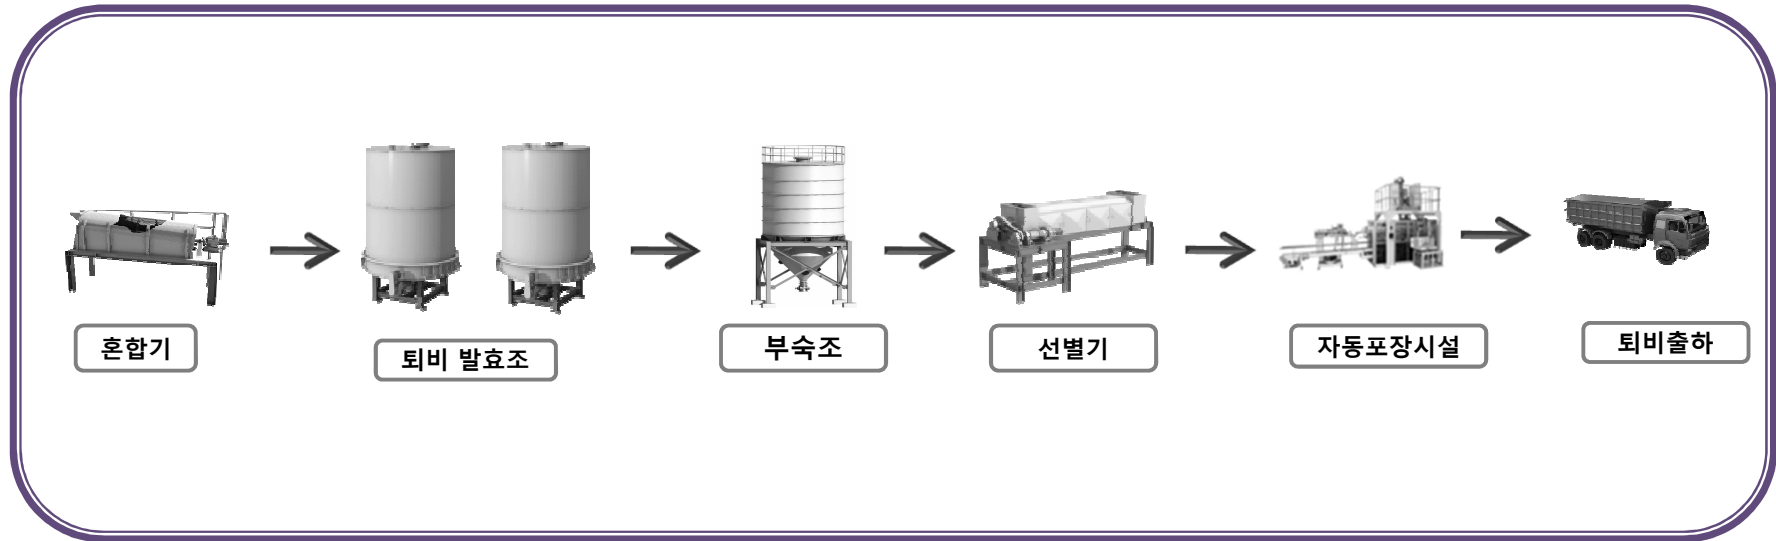 혼합기
퇴비 발효조
부숙조
선별기
자동포장시설
퇴비출하